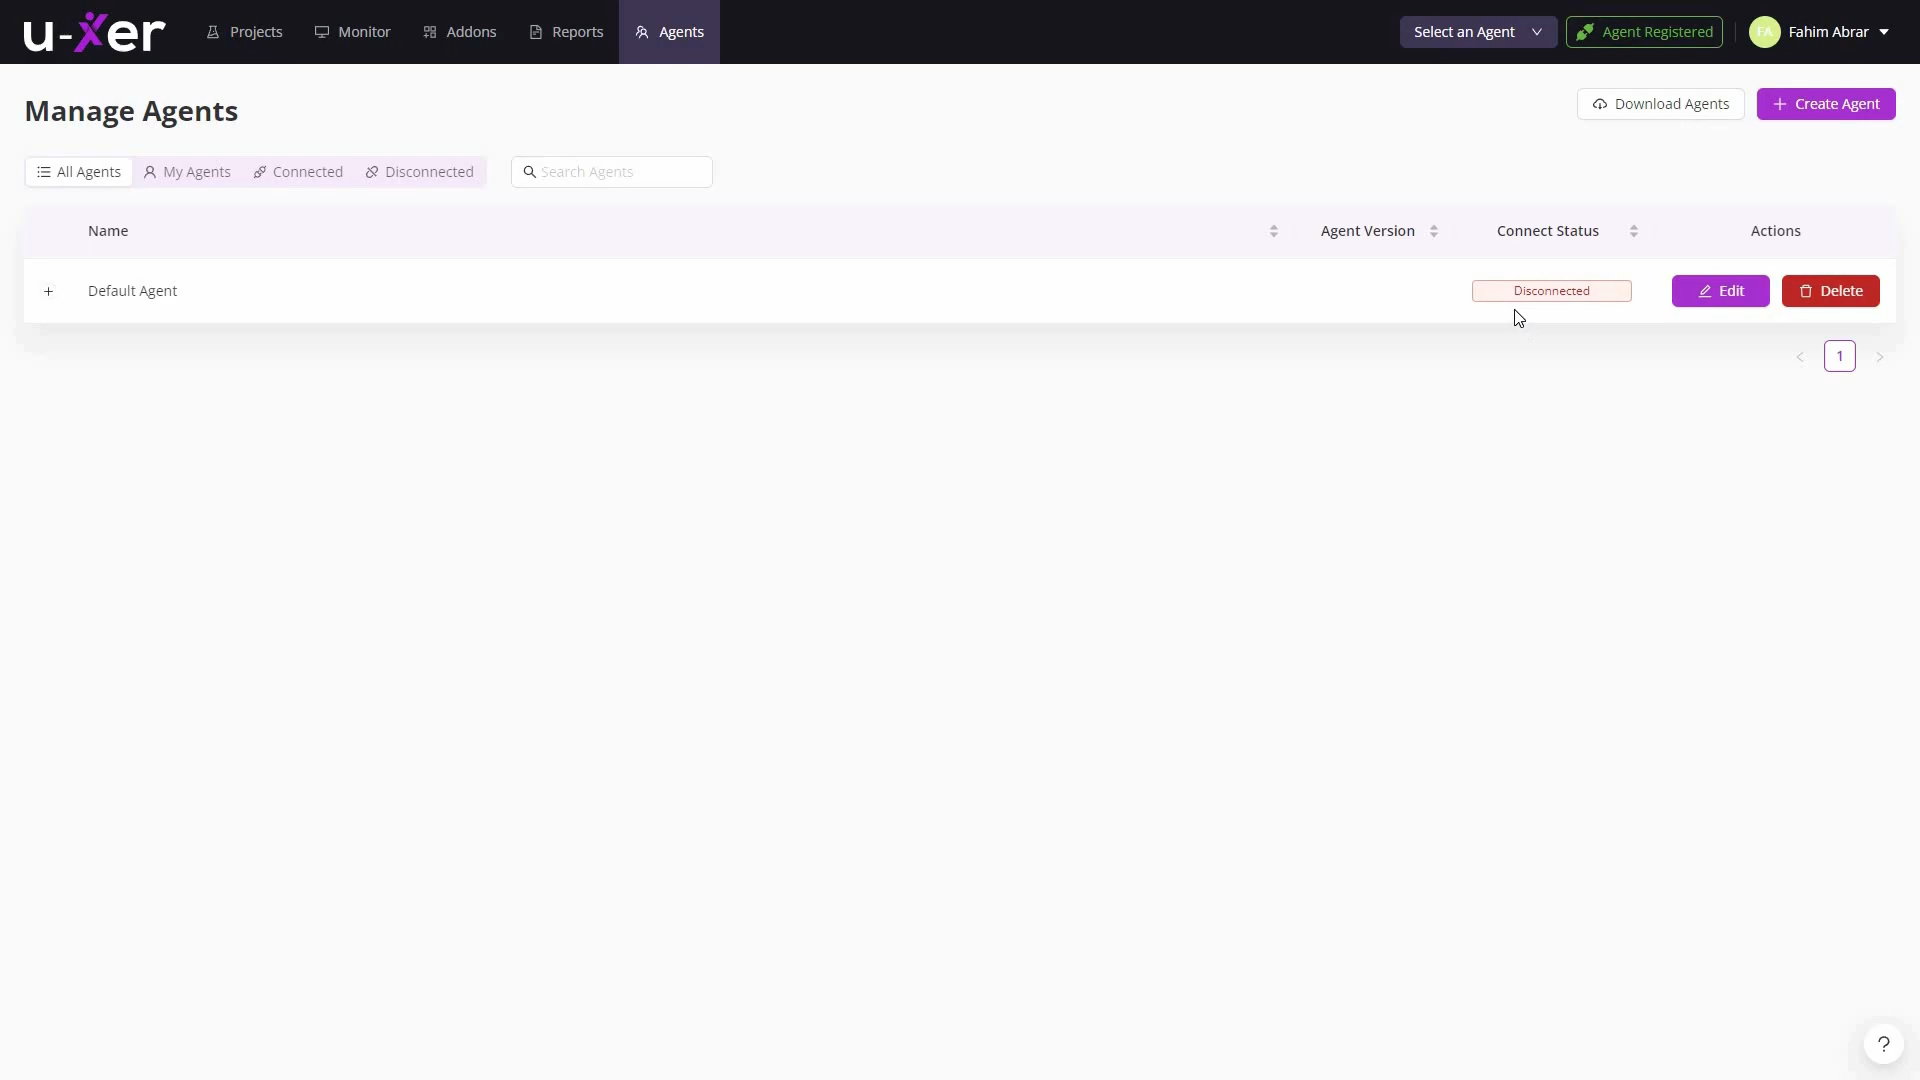 u-xer
Projects
Monitor
Addons
Reports
Agents
Select an Agent
Agent Registered
FA
Fahim Abrar
Manage Agents
Download Agents
Create Agent
All Agents
My Agents
Connected
Disconnected
Search Agents
Name
Agent Version
Connect Status
Actions
Default Agent
Disconnected
Edit
Delete
1
?